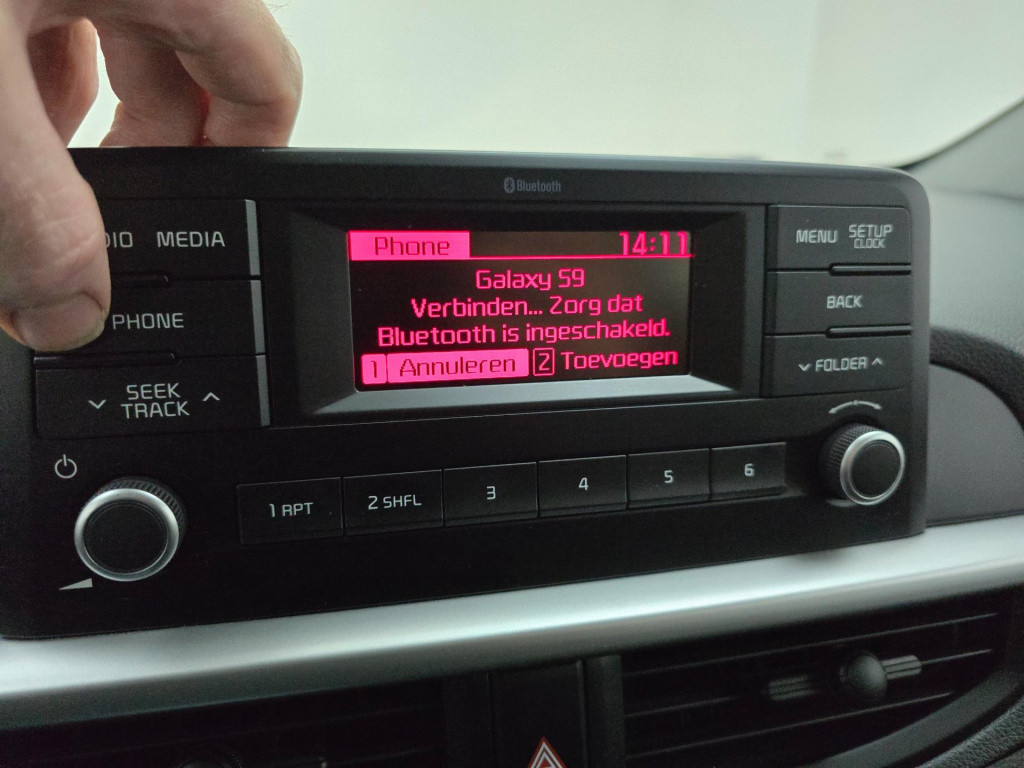 Bluetooth
MEDIA
Phone 14:11
MENU SETUP
CLOCK
Galaxy S9
Verbinden... Zorg dat
Bluetooth is ingeschakeld.
1 Annuleren 2 Toevoegen
PHONE
BACK
SEEK
TRACK
FOLDER
1 RPT 2 SHFL 3 4 5 6